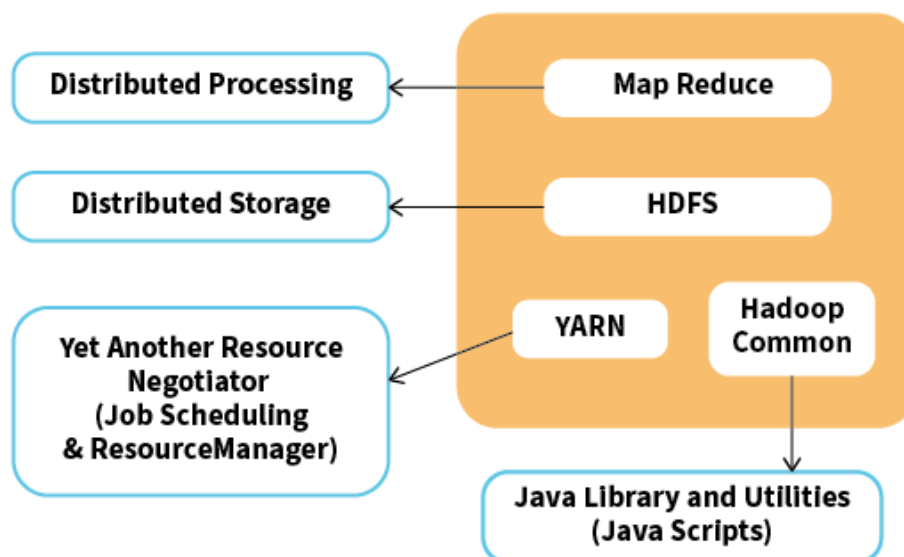 Distributed Processing
Map Reduce
Distributed Storage
HDFS
Yet Another Resource
Negotiator
(Job Scheduling
& ResourceManager)
YARN
Hadoop
Common
Java Library and Utilities
(Java Scripts)